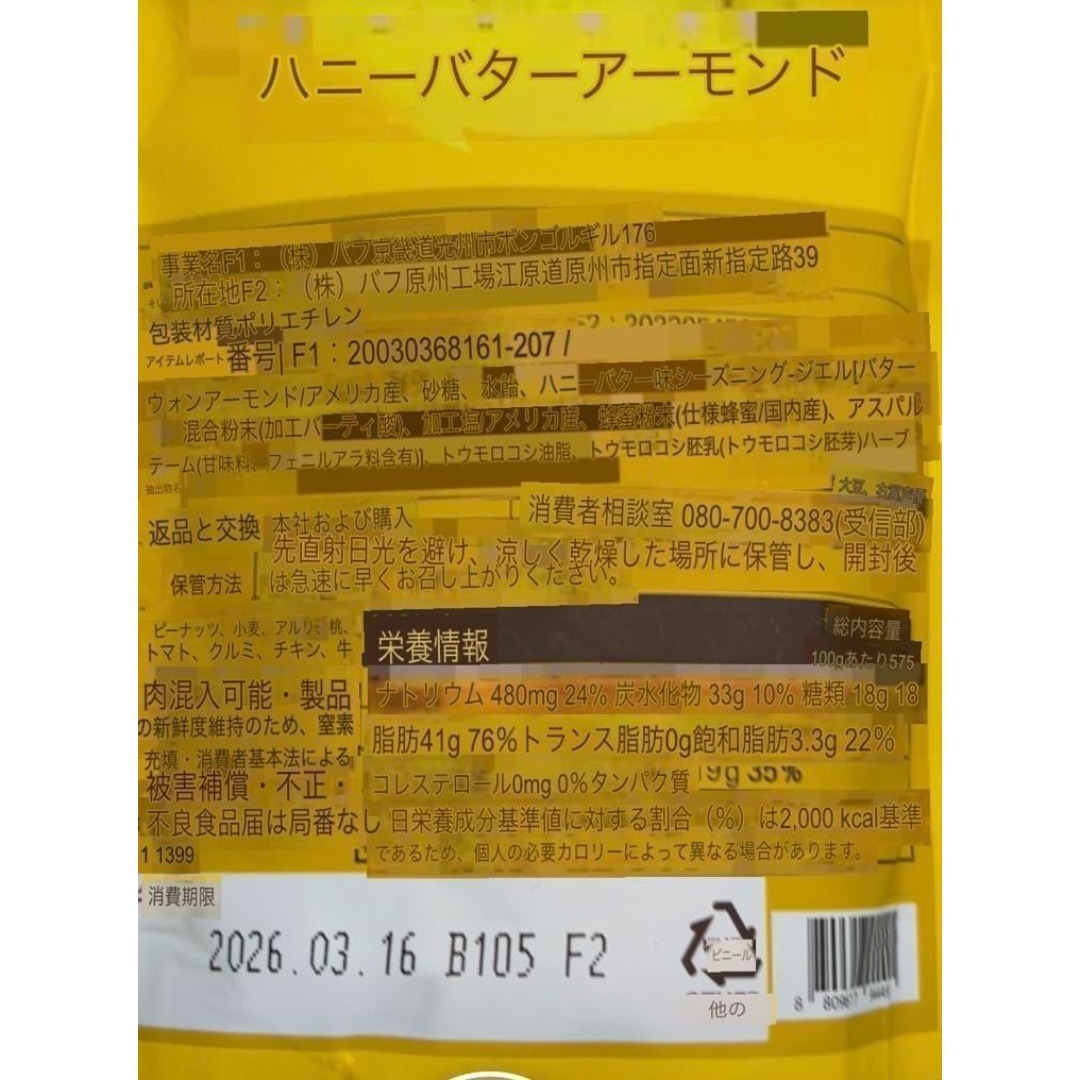 ハニーバターアーモンド
事業名F1：（株）バフ京畿道光州市ボンゴルギル176
所在地F2：（株）バフ原州工場江原道原州市指定面新指定路39
包装材質ポリエチレン
アイテムレポート番号| F1：20030368161-207 /
ウォンアーモンド/アメリカ産、砂糖、水飴、ハニーバター味シーズニング-ジエル[バター
混合粉末(加工バーティ酸)、加工塩/アメリカ産、蜂蜜粉末(仕様蜂蜜/国内産)、アスパル
テーム(甘味料、フェニルアラ料含有)]、トウモロコシ油脂、トウモロコシ胚乳(トウモロコシ胚芽)ハーブ
抽出物名
大豆、
返品と交換 本社および購入
消費者相談室 080-700-8383(受信部)
先直射日光を避け、涼しく乾燥した場所に保管し、開封後
保管方法 は急速に早くお召し上がりください。
ピーナッツ、小麦、アルリ、桃、
トマト、クルミ、チキン、牛
肉混入可能・製品
の新鮮度維持のため、窒素
充填・消費者基本法による
被害補償・不正・
不良食品届は局番なし
1 1399
栄養情報
総内容量
100gあたり575
ナトリウム 480mg 24% 炭水化物 33g 10% 糖類 18g 18
脂肪41g 76%トランス脂肪0g飽和脂肪3.3g 22%
コレステロール0mg 0%タンパク質 19g 35%
日栄養成分基準値に対する割合（%）は2,000 kcal基準
であるため、個人の必要カロリーによって異なる場合があります。
消費期限
2026.03.16 B105 F2
ビニール
他の